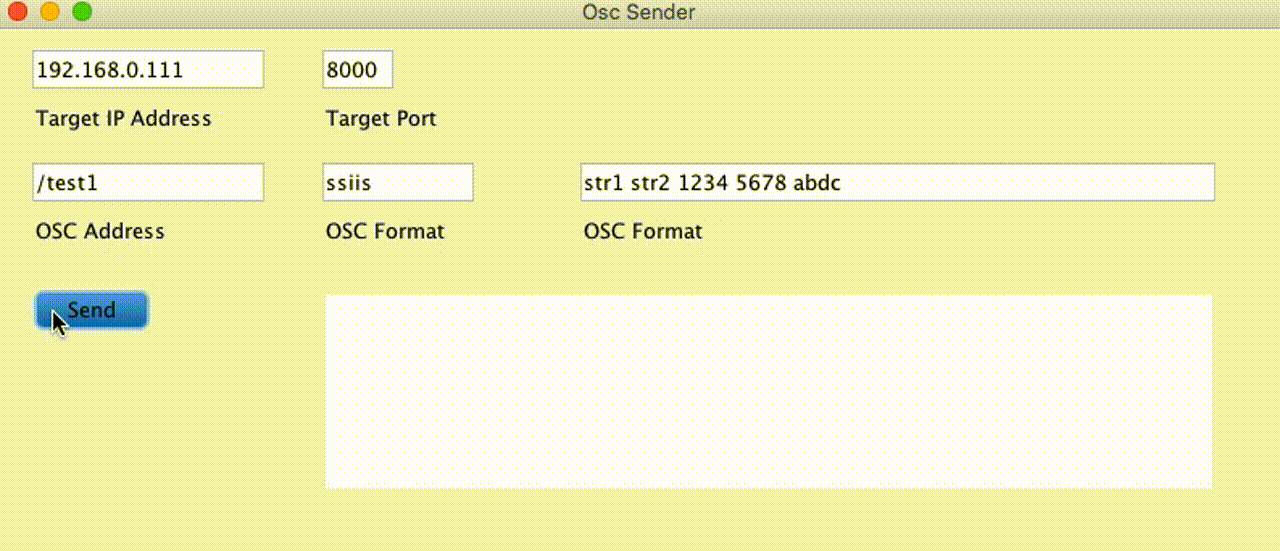 Osc Sender
192.168.0.111 8000
Target IP Address Target Port
/test1 ssiis str1 str2 1234 5678 abdc
OSC Address OSC Format OSC Format
Send